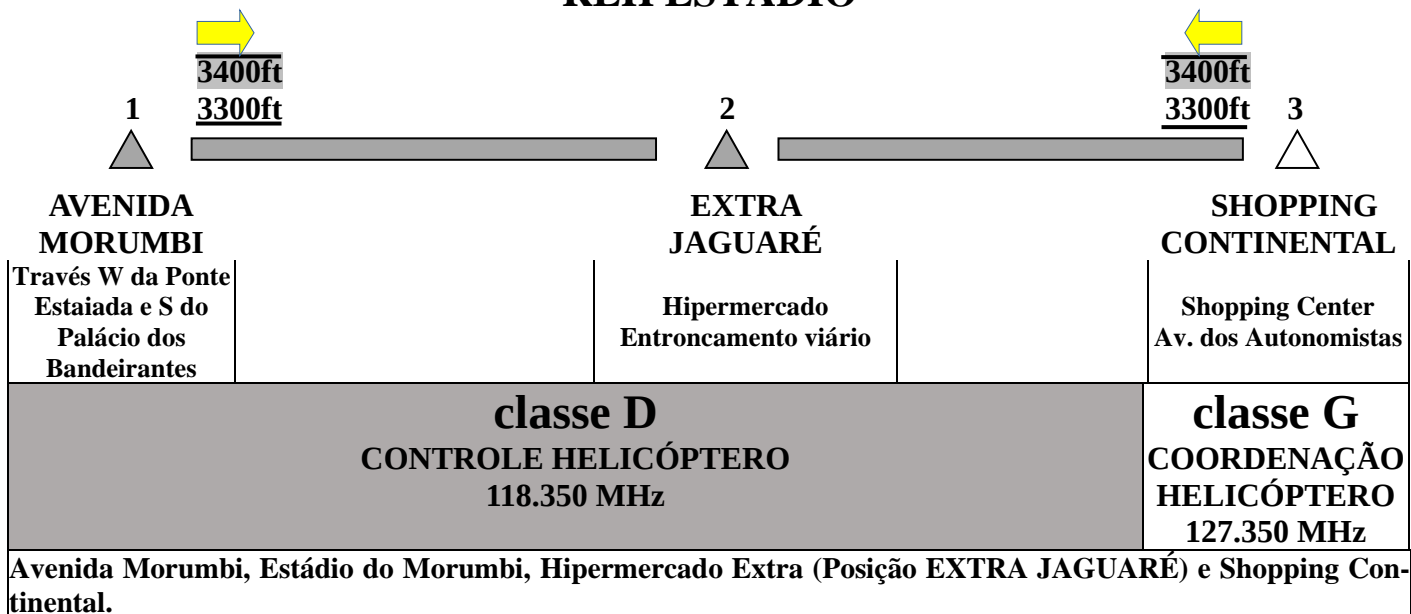 REH ESTÁDIO
3400ft
3300ft
3400ft
3300ft
1
2
3
AVENIDA
MORUMBI
EXTRA
JAGUARÉ
SHOPPING
CONTINENTAL
Través W da Ponte
Estaiada e S do
Palácio dos
Bandeirantes
Hipermercado
Entroncamento viário
Shopping Center
Av. dos Autonomistas
classe D
CONTROLE HELICÓPTERO
118.350 MHz
classe G
COORDENAÇÃO
HELICÓPTERO
127.350 MHz
Avenida Morumbi, Estádio do Morumbi, Hipermercado Extra (Posição EXTRA JAGUARÉ) e Shopping Con-
tinental.